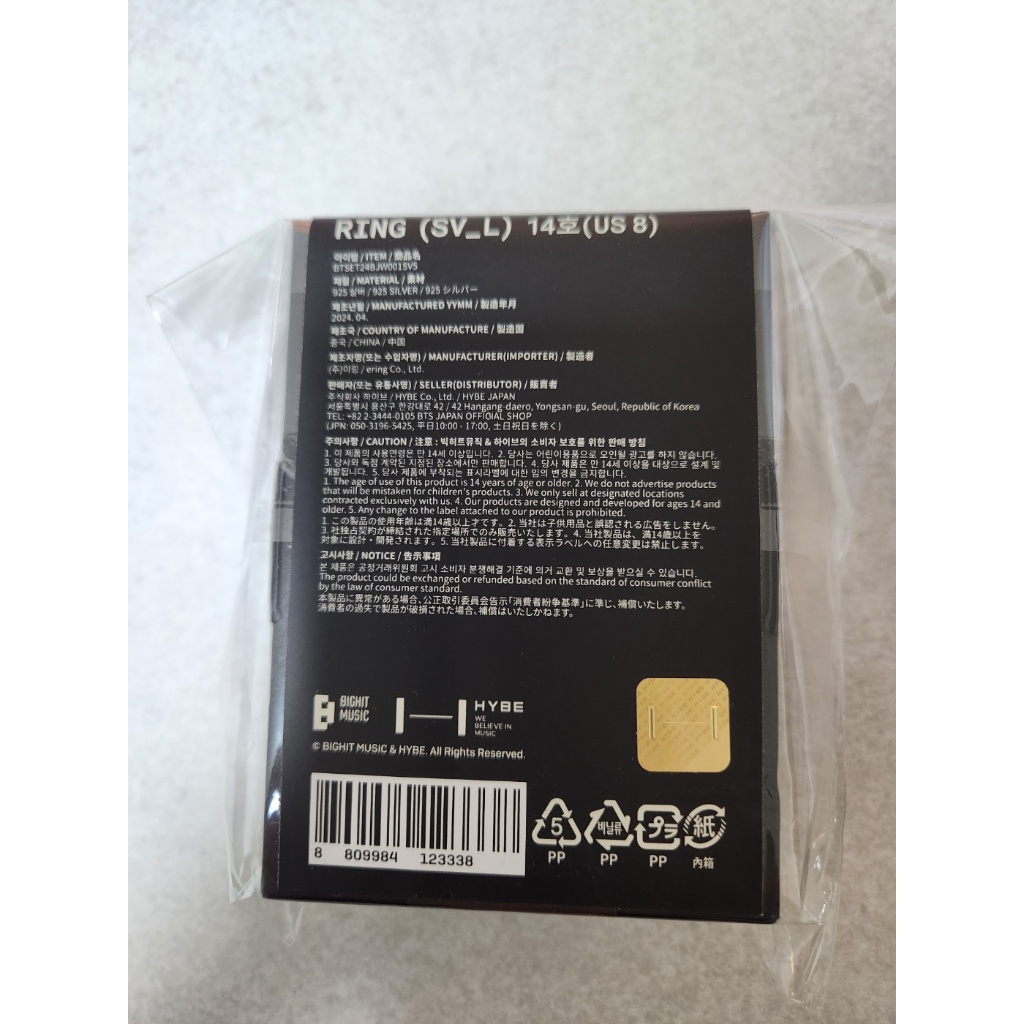 RING (SV_L) 14호(US 8)
아이템 / ITEM / 商品名
BTSET24BJW001SV5
재질 / MATERIAL / 素材
925 실버 / 925 SILVER / 925 シルバー
제조년월 / MANUFACTURED YYMM / 製造年月
2024. 04.
제조국 / COUNTRY OF MANUFACTURE / 製造国
중국 / CHINA / 中国
제조자명(또는 수입자명) / MANUFACTURER(IMPORTER) / 製造者
(주)이링 / ering Co., Ltd.
판매자(또는 유통사명) / SELLER(DISTRIBUTOR) / 販賣者
주식회사 하이브 / HYBE Co., Ltd. / HYBE JAPAN
서울특별시 용산구 한강대로 42 / 42 Hangang-daero, Yongsan-gu, Seoul, Republic of Korea
TEL: +82 2-3444-0105 BTS JAPAN OFFICIAL SHOP
(JPN: 050-3196-5425, 平日10:00 - 17:00, 土日祝日を除く)
주의사항 / CAUTION / 注意 : 빅히트뮤직 & 하이브의 소비자 보호를 위한 판매 방침
1. 이 제품의 사용연령은 만 14세 이상입니다. 2. 당사는 어린이용품으로 오인될 광고를 하지 않습니다.
3. 당사와 독점 계약된 지정된 장소에서만 판매합니다. 4. 당사 제품은 만 14세 이상을 대상으로 설계 및
개발됩니다. 5. 당사 제품에 부착되는 표시라벨에 대한 임의 변경을 금지합니다.
1. The age of use of this product is 14 years of age or older. 2. We do not advertise products
that will be mistaken for children's products. 3. We only sell at designated locations
contracted exclusively with us. 4. Our products are designed and developed for ages 14 and
older. 5. Any change to the label attached to our product is prohibited.
1. この製品の使用年齢は満14歳以上才です。2. 当社は子供用品と誤認される広告をしません。
3. 社独占契約が締結された指定場所でのみ販売いたします。4. 当社製品は、満14歳以上を
対象に設計・開発されます。5. 当社製品に付着する表示ラベルへの任意変更は禁止します。
고시사항 / NOTICE / 告示事項
본 제품은 공정거래위원회 고시 소비자 분쟁해결 기준에 의거 교환 및 보상을 받으실 수 있습니다.
The product could be exchanged or refunded based on the standard of consumer conflict
by the law of consumer standard.
本製品に異常がある場合、公正取引委員会告示「消費者紛争基準」に準じ、補償いたします。
消費者の過失で製品が破損された場合、補償はいたしかねます。
BIGHIT
MUSIC
HYBE
WE
BELIEVE IN
MUSIC
© BIGHIT MUSIC & HYBE. All Rights Reserved.
8 809984 123338
5
PP
비닐류
PP
プラ
PP
紙
内箱